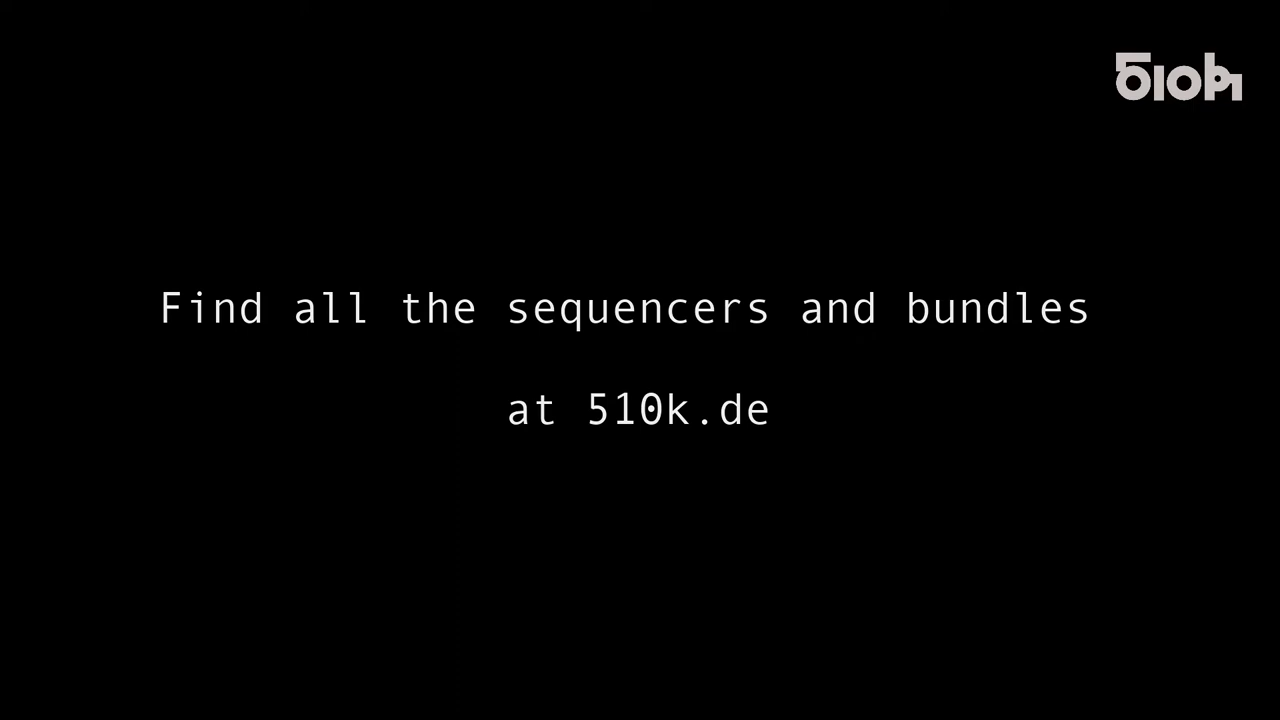 510k
Find all the sequencers and bundles
at 510k.de